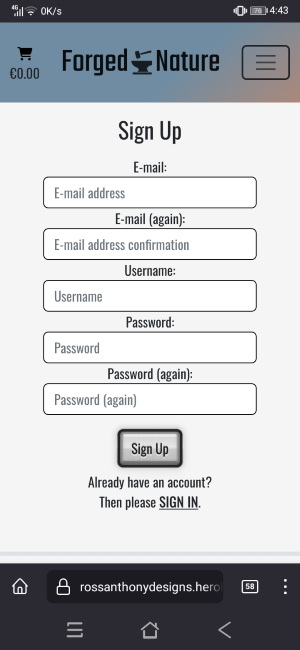 4G 0K/s 76 4:43
€0.00 Forged Nature
Sign Up
E-mail:
E-mail address
E-mail (again):
E-mail address confirmation
Username:
Username
Password:
Password
Password (again):
Password (again)
Sign Up
Already have an account?
Then please SIGN IN.
rossanthonydesigns.hero 58